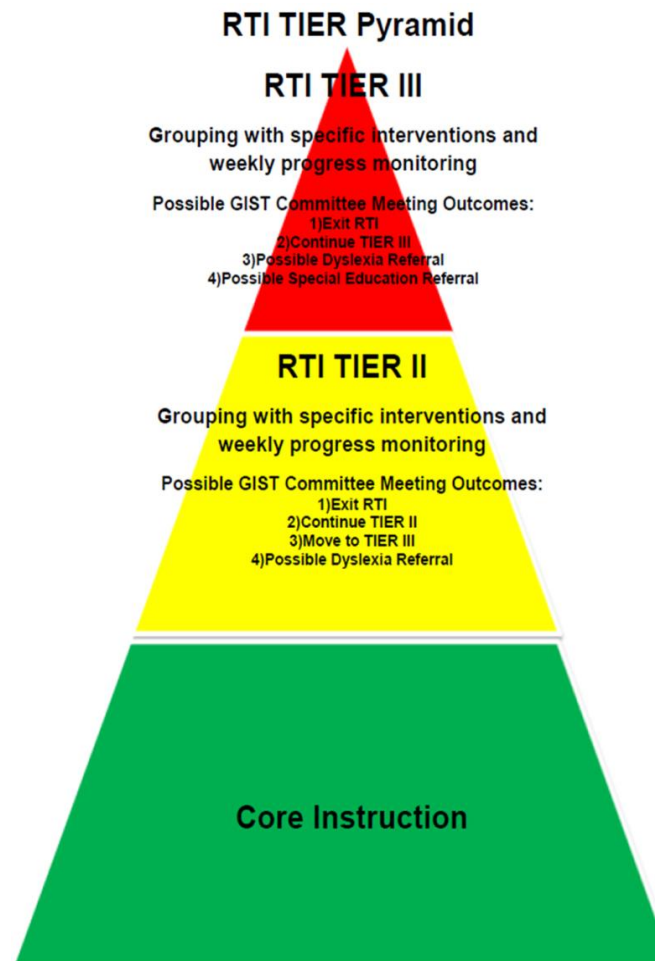 RTI TIER Pyramid
RTI TIER III
Grouping with specific interventions and
weekly progress monitoring
Possible GIST Committee Meeting Outcomes:
1)Exit RTI
2)Continue TIER III
3)Possible Dyslexia Referral
4)Possible Special Education Referral
RTI TIER II
Grouping with specific interventions and
weekly progress monitoring
Possible GIST Committee Meeting Outcomes:
1)Exit RTI
2)Continue TIER II
3)Move to TIER III
4)Possible Dyslexia Referral
Core Instruction